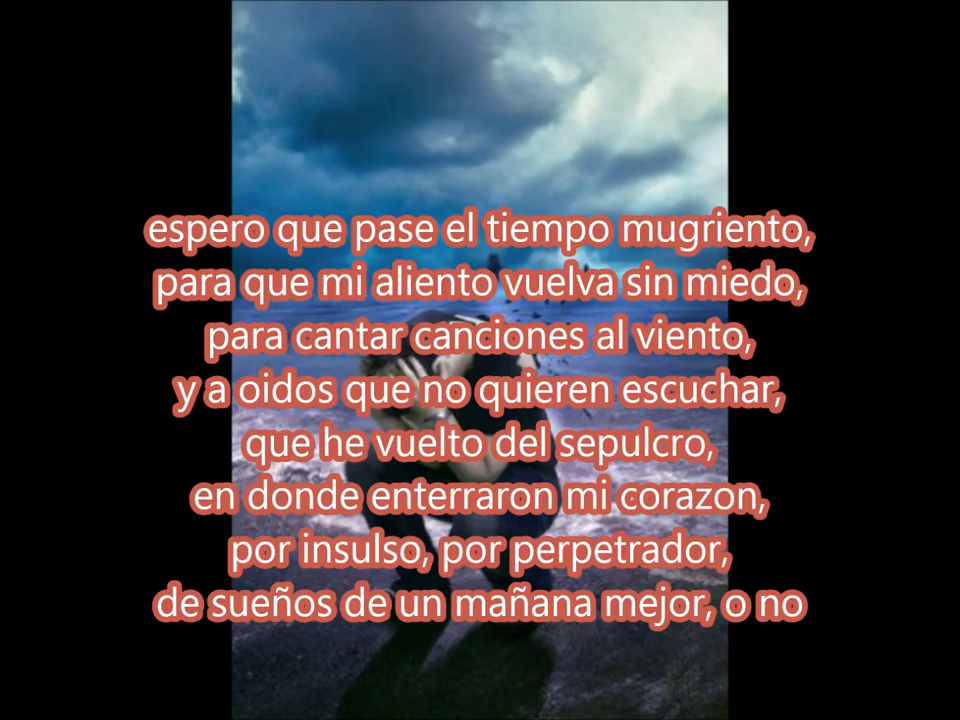 espero que pase el tiempo mugriento,
para que mi aliento vuelva sin miedo,
para cantar canciones al viento,
y a oidos que no quieren escuchar,
que he vuelto del sepulcro,
en donde enterraron mi corazon,
por insulso, por perpetrador,
de sueños de un mañana mejor, o no